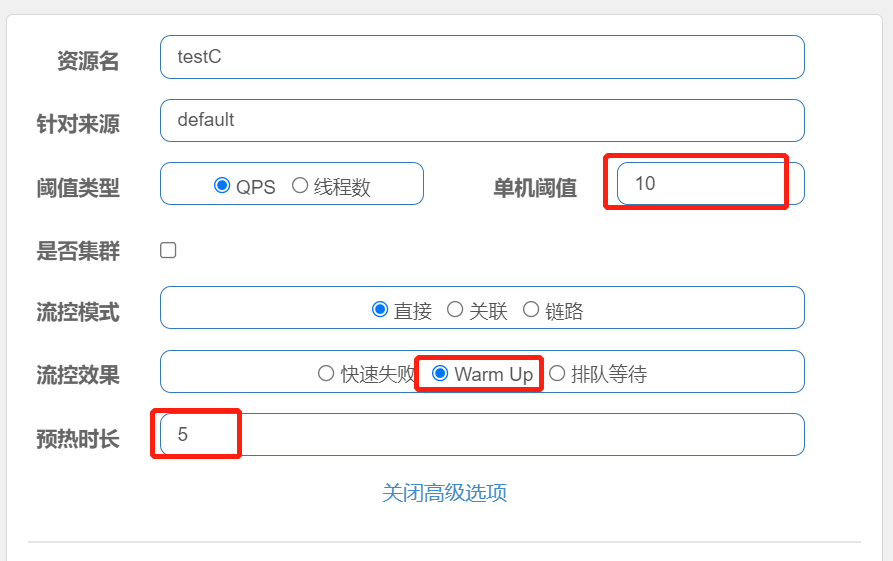 资源名 testC
针对来源 default
阈值类型 QPS 线程数 单机阈值 10
是否集群
流控模式 直接 关联 链路
流控效果 快速失败 Warm Up 排队等待
预热时长 5
关闭高级选项